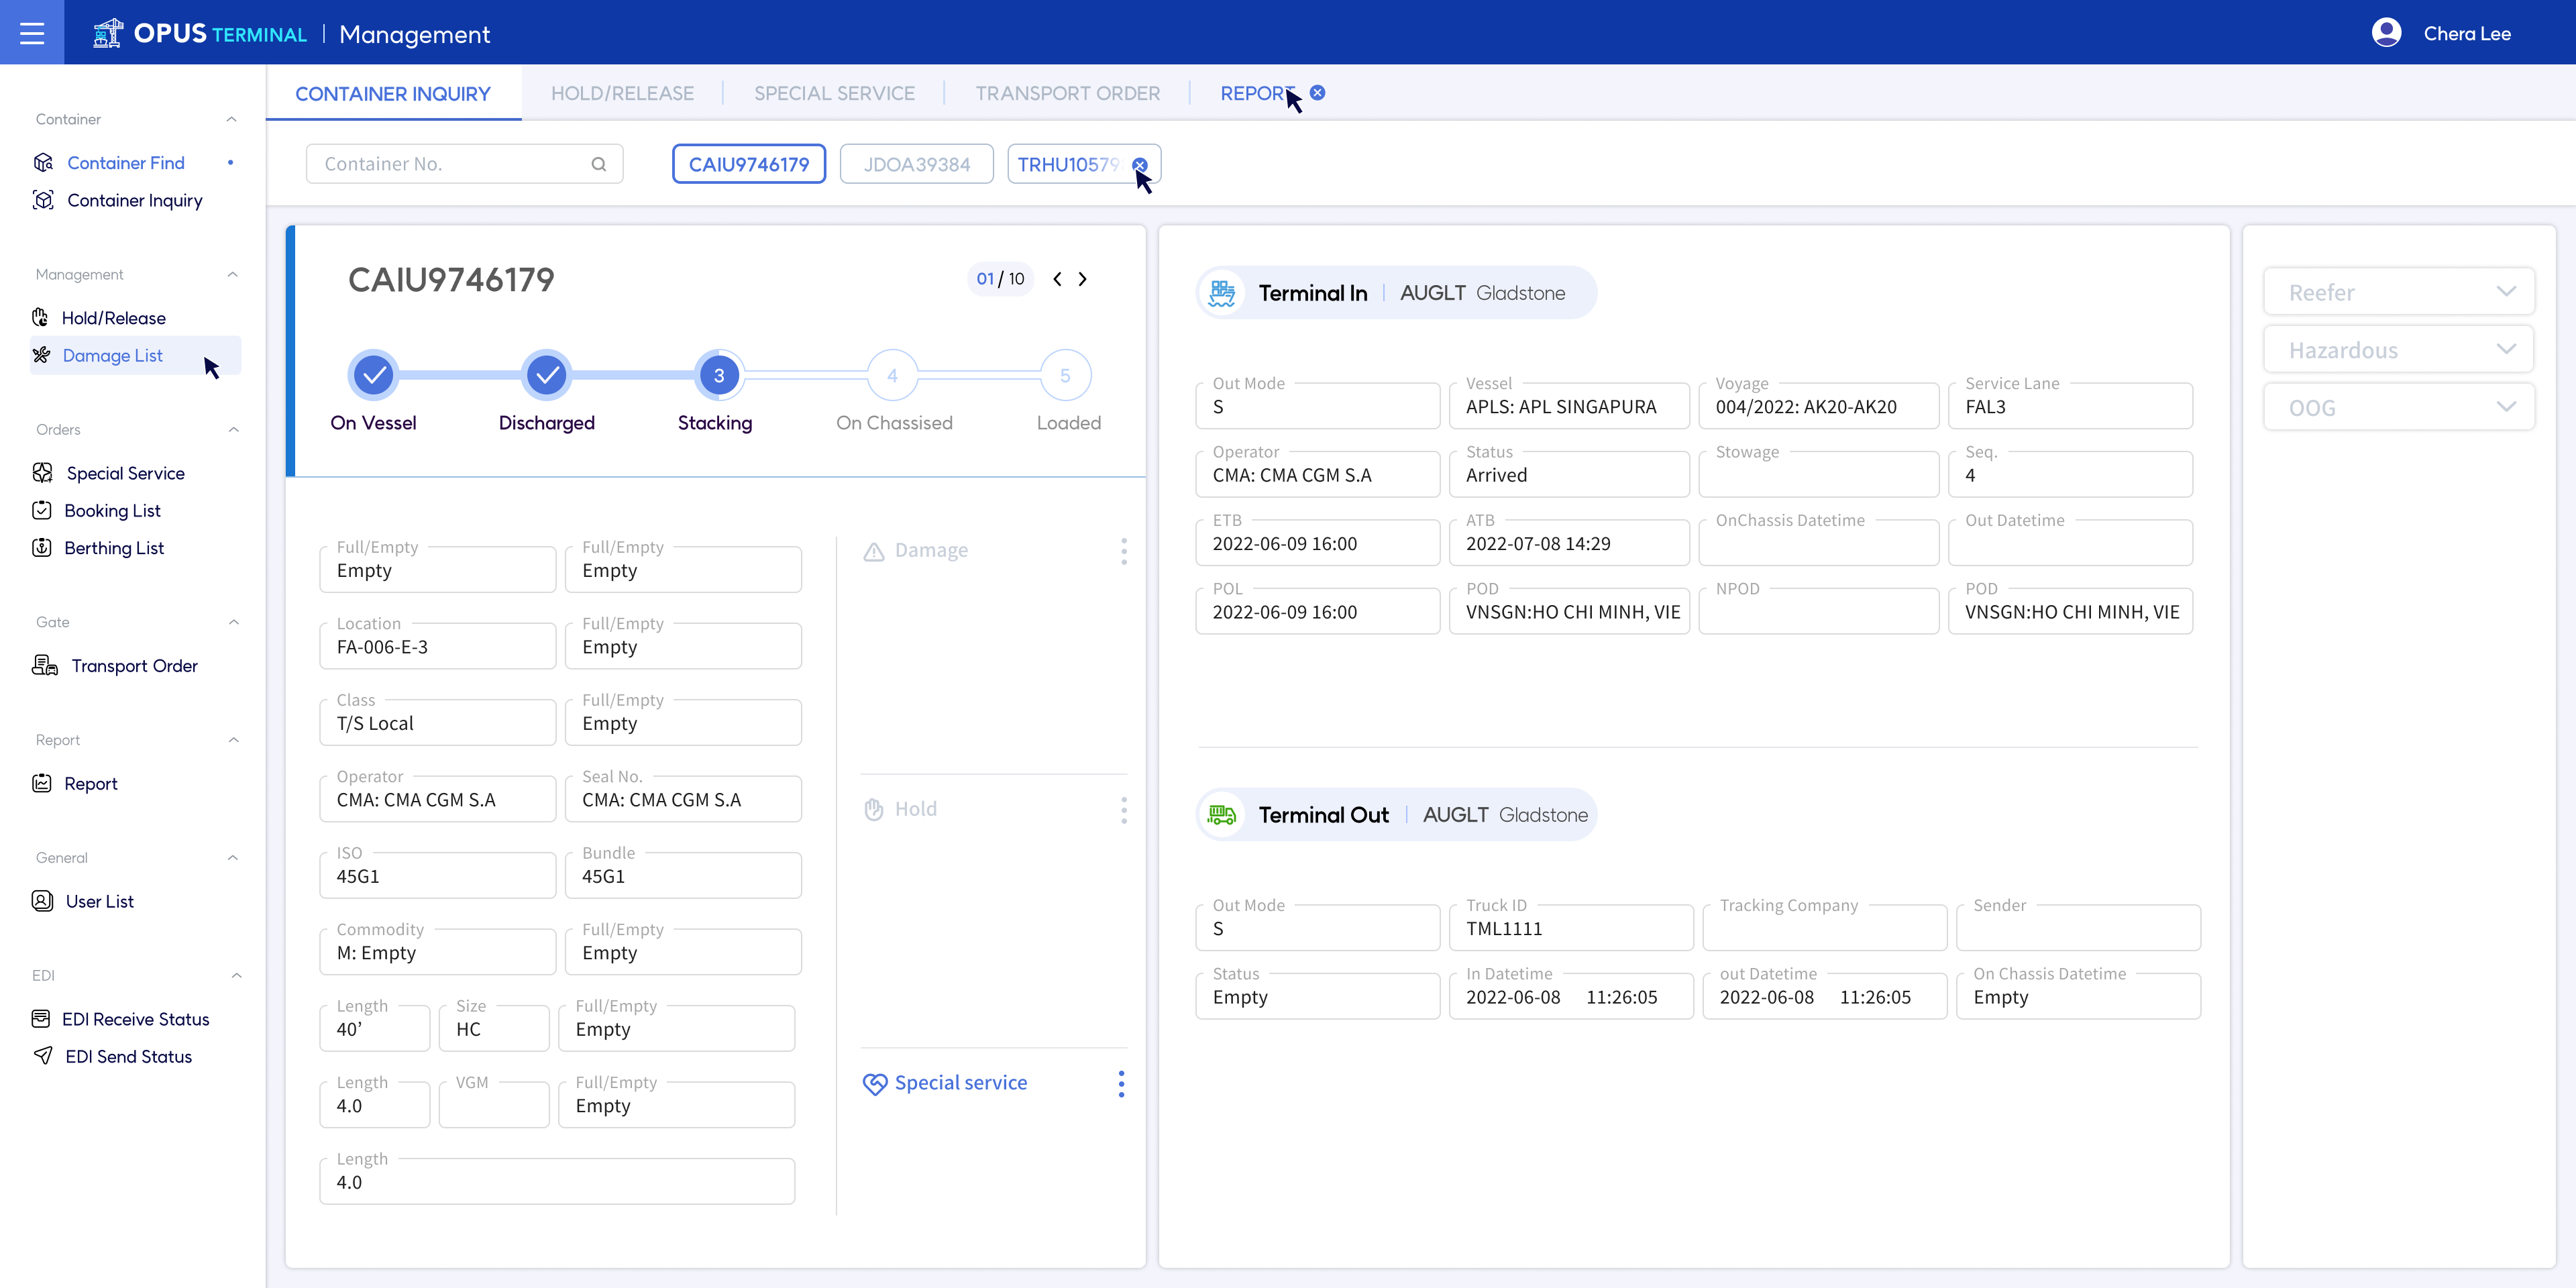 OPUS TERMINAL | Management
Chera Lee
Container
Container Find
Container Inquiry
Management
Hold/Release
Damage List
Orders
Special Service
Booking List
Berthing List
Gate
Transport Order
Report
Report
General
User List
EDI
EDI Receive Status
EDI Send Status
CONTAINER INQUIRY
HOLD/RELEASE
SPECIAL SERVICE
TRANSPORT ORDER
REPORT
Container No.
CAIU9746179
JDOA39384
TRHU10579
CAIU9746179
01 / 10
3
4
5
On Vessel
Discharged
Stacking
On Chassised
Loaded
Full/Empty
Empty
Full/Empty
Empty
Location
FA-006-E-3
Full/Empty
Empty
Class
T/S Local
Full/Empty
Empty
Operator
CMA: CMA CGM S.A
Seal No.
CMA: CMA CGM S.A
ISO
45G1
Bundle
45G1
Commodity
M: Empty
Full/Empty
Empty
Length
40’
Size
HC
Full/Empty
Empty
Length
4.0
VGM
Full/Empty
Empty
Length
4.0
Damage
Hold
Special service
Terminal In | AUGLT Gladstone
Out Mode
S
Vessel
APLS: APL SINGAPURA
Voyage
004/2022: AK20-AK20
Service Lane
FAL3
Operator
CMA: CMA CGM S.A
Status
Arrived
Stowage
Seq.
4
ETB
2022-06-09 16:00
ATB
2022-07-08 14:29
OnChassis Datetime
Out Datetime
POL
2022-06-09 16:00
POD
VNSGN:HO CHI MINH, VIE
NPOD
POD
VNSGN:HO CHI MINH, VIE
Terminal Out | AUGLT Gladstone
Out Mode
S
Truck ID
TML1111
Tracking Company
Sender
Status
Empty
In Datetime
2022-06-08 11:26:05
out Datetime
2022-06-08 11:26:05
On Chassis Datetime
Empty
Reefer
Hazardous
OOG